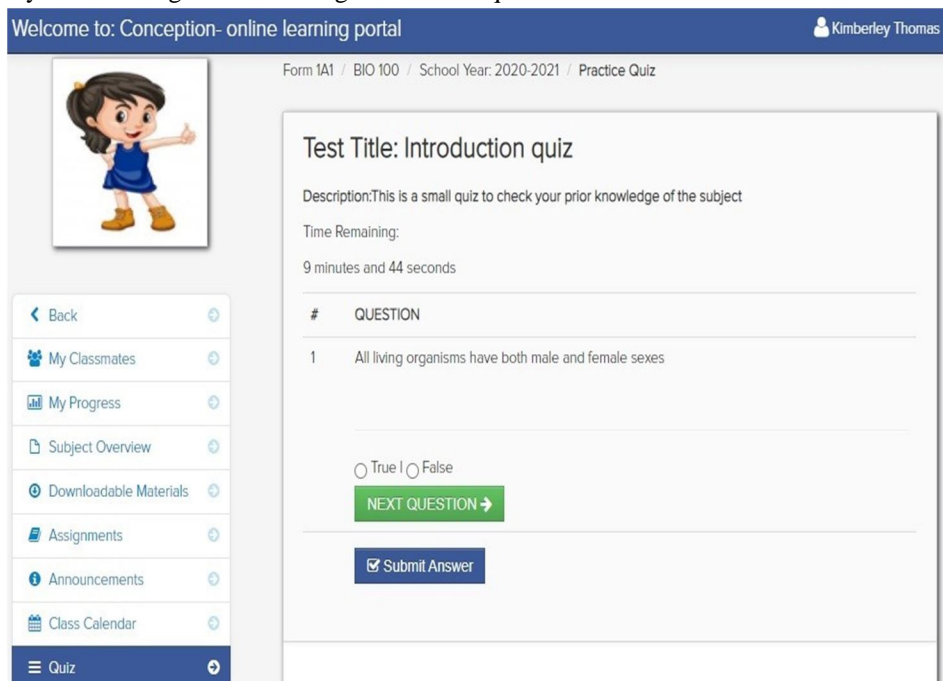 Welcome to: Conception- online learning portal
Kimberley Thomas
Form 1A1 / BIO 100 / School Year: 2020-2021 / Practice Quiz
Test Title: Introduction quiz
Description:This is a small quiz to check your prior knowledge of the subject
Time Remaining:
9 minutes and 44 seconds
# QUESTION
1 All living organisms have both male and female sexes
True | False
NEXT QUESTION
Submit Answer
Back
My Classmates
My Progress
Subject Overview
Downloadable Materials
Assignments
Announcements
Class Calendar
Quiz